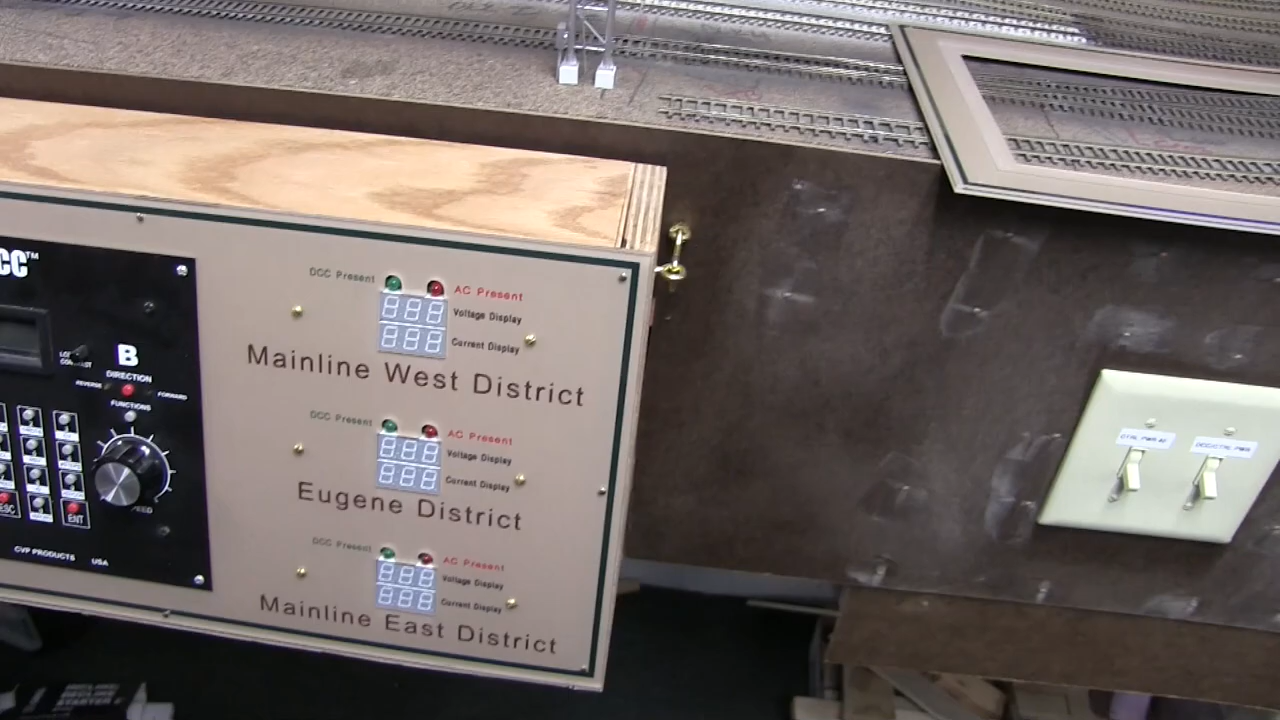 CC™
B
DIRECTION
REVERSE
FORWARD
FUNCTIONS
ESC
ENT
CVP PRODUCTS USA
DCC Present
AC Present
Voltage Display
Current Display
Mainline West District
DCC Present
AC Present
Voltage Display
Current Display
Eugene District
DCC Present
AC Present
Voltage Display
Current Display
Mainline East District